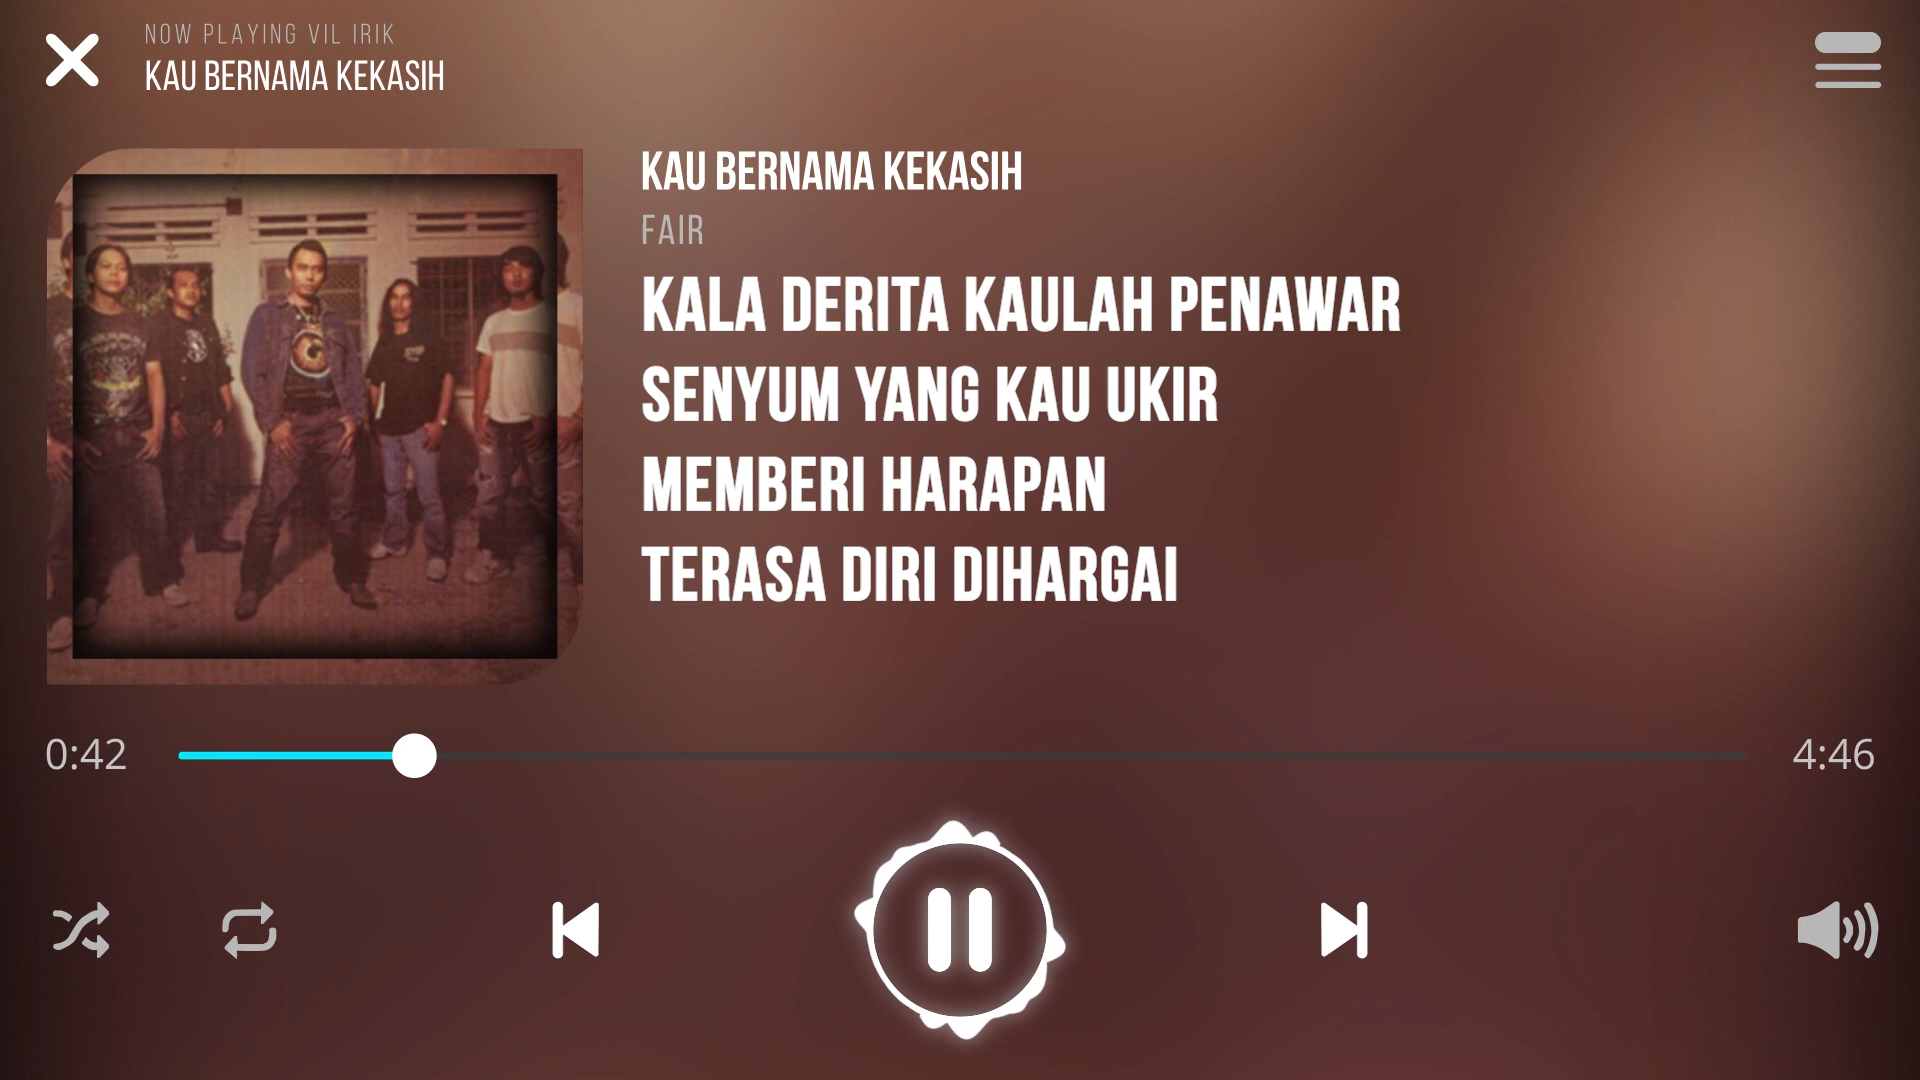 NOW PLAYING VIL IRIK
KAU BERNAMA KEKASIH
KAU BERNAMA KEKASIH
FAIR
KALA DERITA KAULAH PENAWAR
SENYUM YANG KAU UKIR
MEMBERI HARAPAN
TERASA DIRI DIHARGAI
0:42
4:46